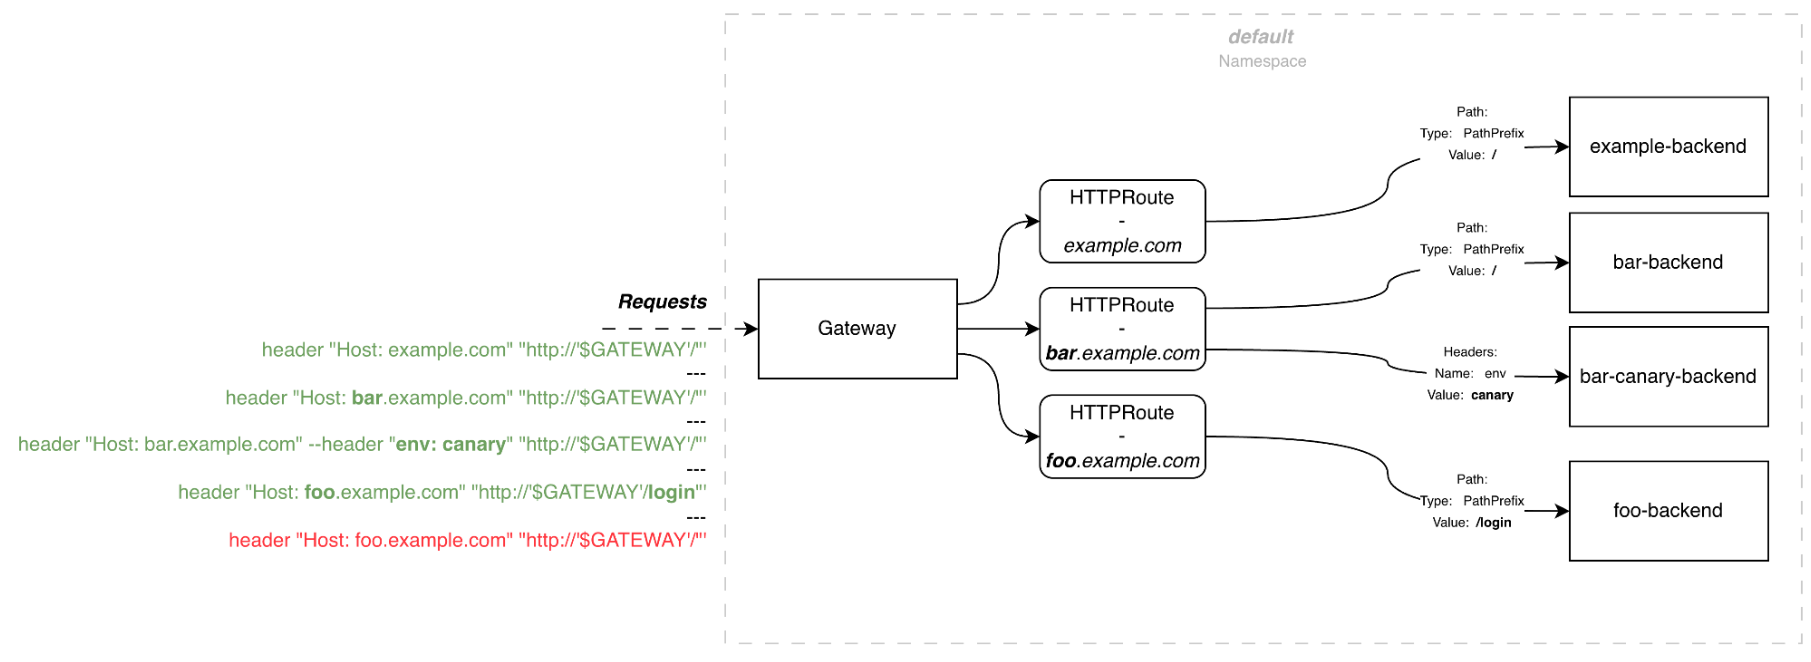 default
Namespace
Requests
header "Host: example.com" "http://'$GATEWAY'/"'
---
header "Host: bar.example.com" "http://'$GATEWAY'/"'
---
header "Host: bar.example.com" --header "env: canary" "http://'$GATEWAY'/"'
---
header "Host: foo.example.com" "http://'$GATEWAY'/login"'
---
header "Host: foo.example.com" "http://'$GATEWAY'/"'
Gateway
HTTPRoute
-
example.com
HTTPRoute
-
bar.example.com
HTTPRoute
-
foo.example.com
Path:
Type: PathPrefix
Value: /
example-backend
Path:
Type: PathPrefix
Value: /
bar-backend
Headers:
Name: env
Value: canary
bar-canary-backend
Path:
Type: PathPrefix
Value: /login
foo-backend